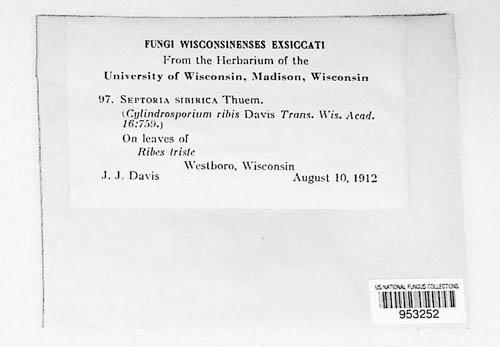 FUNGI WISCONSINENSES EXSICCATI
From the Herbarium of the
University of Wisconsin, Madison, Wisconsin
97. SEPTORIA SIBIRICA Thuem.
(Cylindrosporium ribis Davis Trans. Wis. Acad.
16:759.)
On leaves of
Ribes triste
Westboro, Wisconsin
J. J. Davis August 10, 1912
US NATIONAL FUNGUS COLLECTIONS
953252